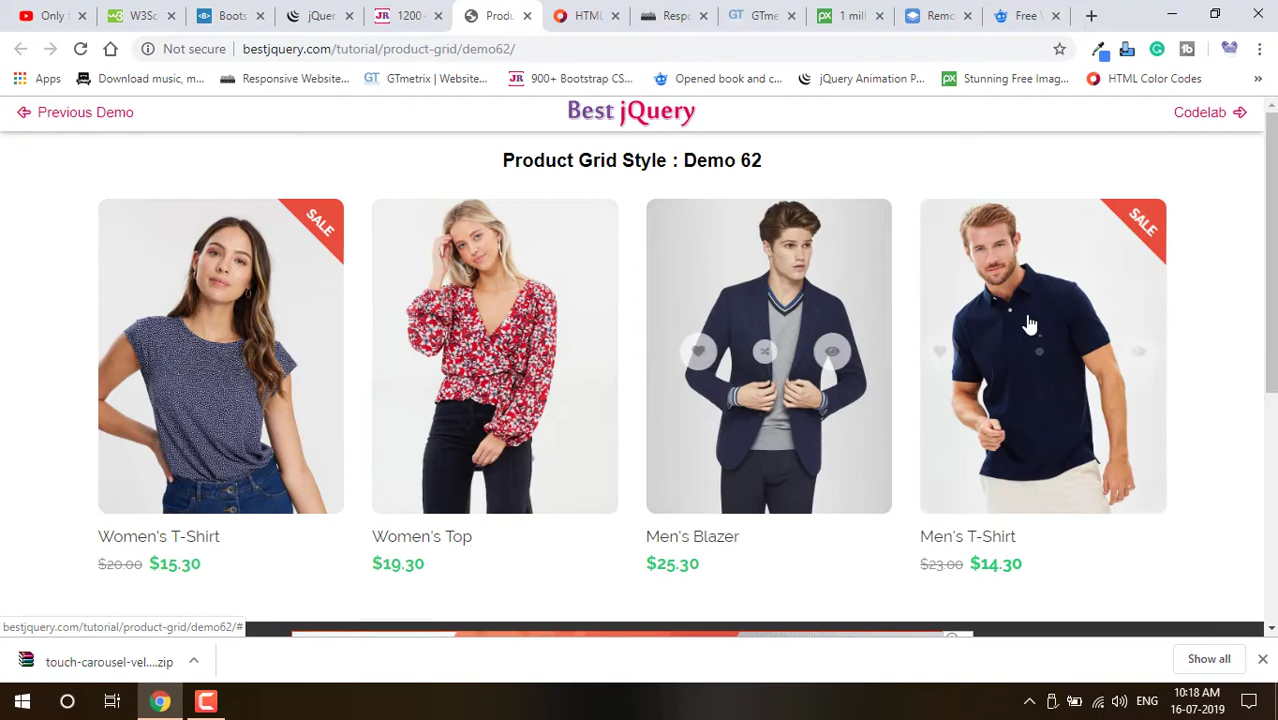 Only I
W3Sc
Boots
jQuer
1200-
Produ
HTML
Respo
GTme
1 mill
Remo
Free \
Not secure
bestjquery.com/tutorial/product-grid/demo62/
Apps
Download music, m...
Responsive Website...
GTmetrix | Website...
900+ Bootstrap CS...
Opened book and c...
jQuery Animation P...
Stunning Free Imag...
HTML Color Codes
»
Previous Demo
Best jQuery
Codelab
Product Grid Style : Demo 62
SALE
SALE
Women's T-Shirt
Women's Top
Men's Blazer
Men's T-Shirt
$20.00 $15.30
$19.30
$25.30
$23.00 $14.30
bestjquery.com/tutorial/product-grid/demo62/#
touch-carousel-vel....zip
Show all
ENG
10:18 AM
16-07-2019